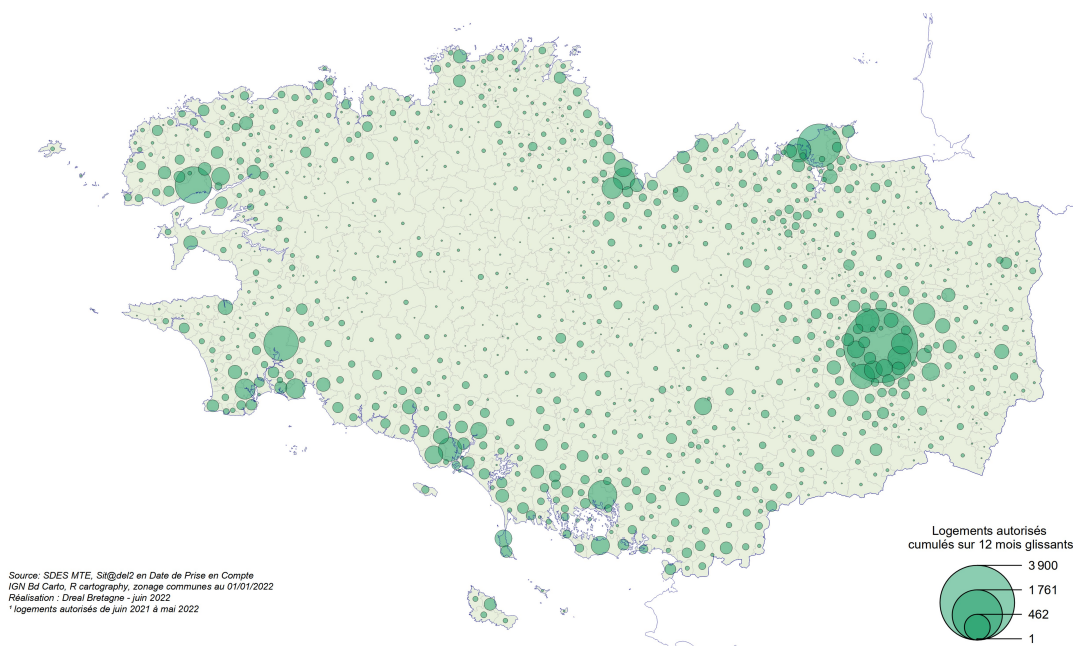 Logements autorisés
cumulés sur 12 mois glissants
3 900
1 761
462
1
Source: SDES MTE, Sit@del2 en Date de Prise en Compte
IGN Bd Carto, R cartography, zonage communes au 01/01/2022
Réalisation : Dreal Bretagne - juin 2022
¹ logements autorisés de juin 2021 à mai 2022